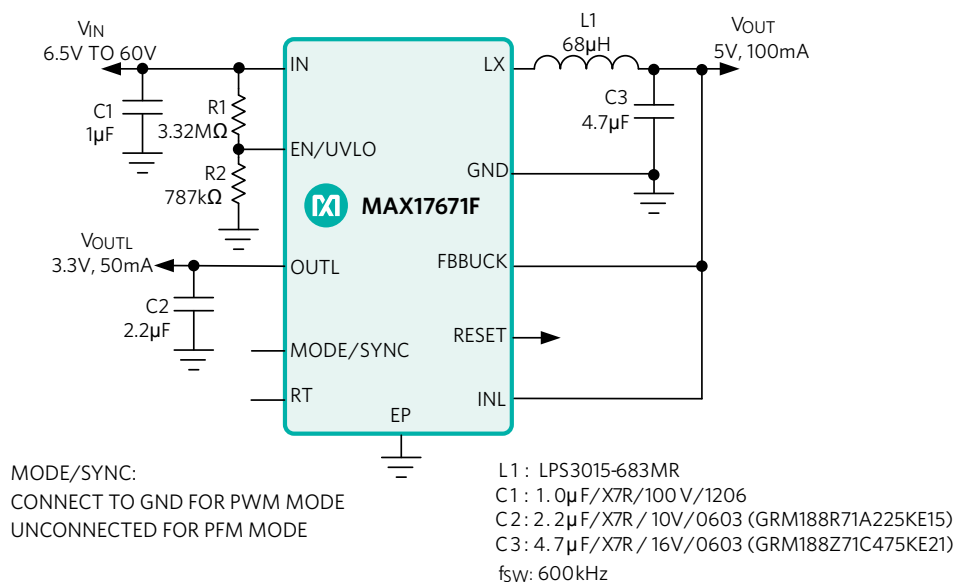 VIN
6.5V TO 60V
C1
1µF
R1
3.32MΩ
R2
787kΩ
VOUTL
3.3V, 50mA
C2
2.2µF
IN
EN/UVLO
OUTL
MODE/SYNC
RT
MAX17671F
EP
LX
GND
FBBUCK
RESET
INL
L1
68µH
C3
4.7µF
VOUT
5V, 100mA
MODE/SYNC:
CONNECT TO GND FOR PWM MODE
UNCONNECTED FOR PFM MODE
L1: LPS3015-683MR
C1: 1.0µF/X7R/100V/1206
C2: 2.2µF/X7R/10V/0603 (GRM188R71A225KE15)
C3: 4.7µF/X7R/16V/0603 (GRM188Z71C475KE21)
fSW: 600kHz